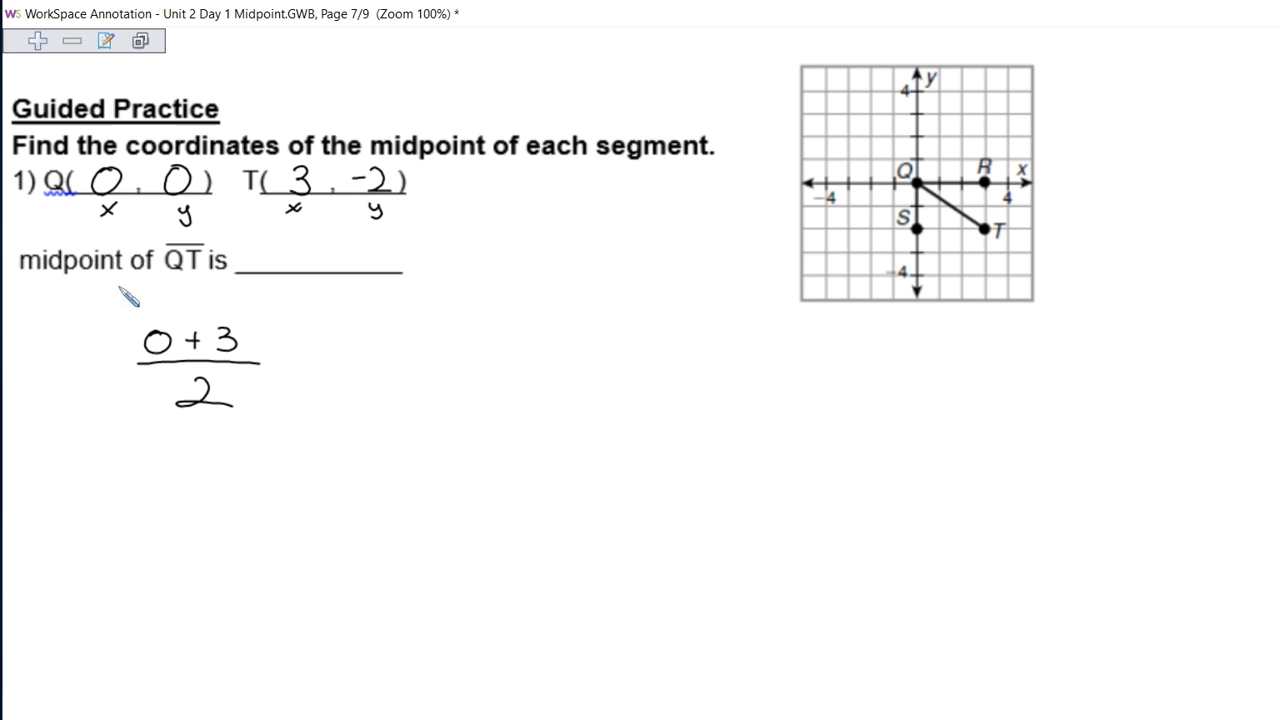 WS WorkSpace Annotation - Unit 2 Day 1 Midpoint.GWB, Page 7/9 (Zoom 100%) *
Guided Practice
Find the coordinates of the midpoint of each segment.
1) Q( 0 , 0 ) T( 3 , -2 )
x y x y
midpoint of QT is __________
0 + 3
2
y
4
Q R x
-4 4
S T
-4